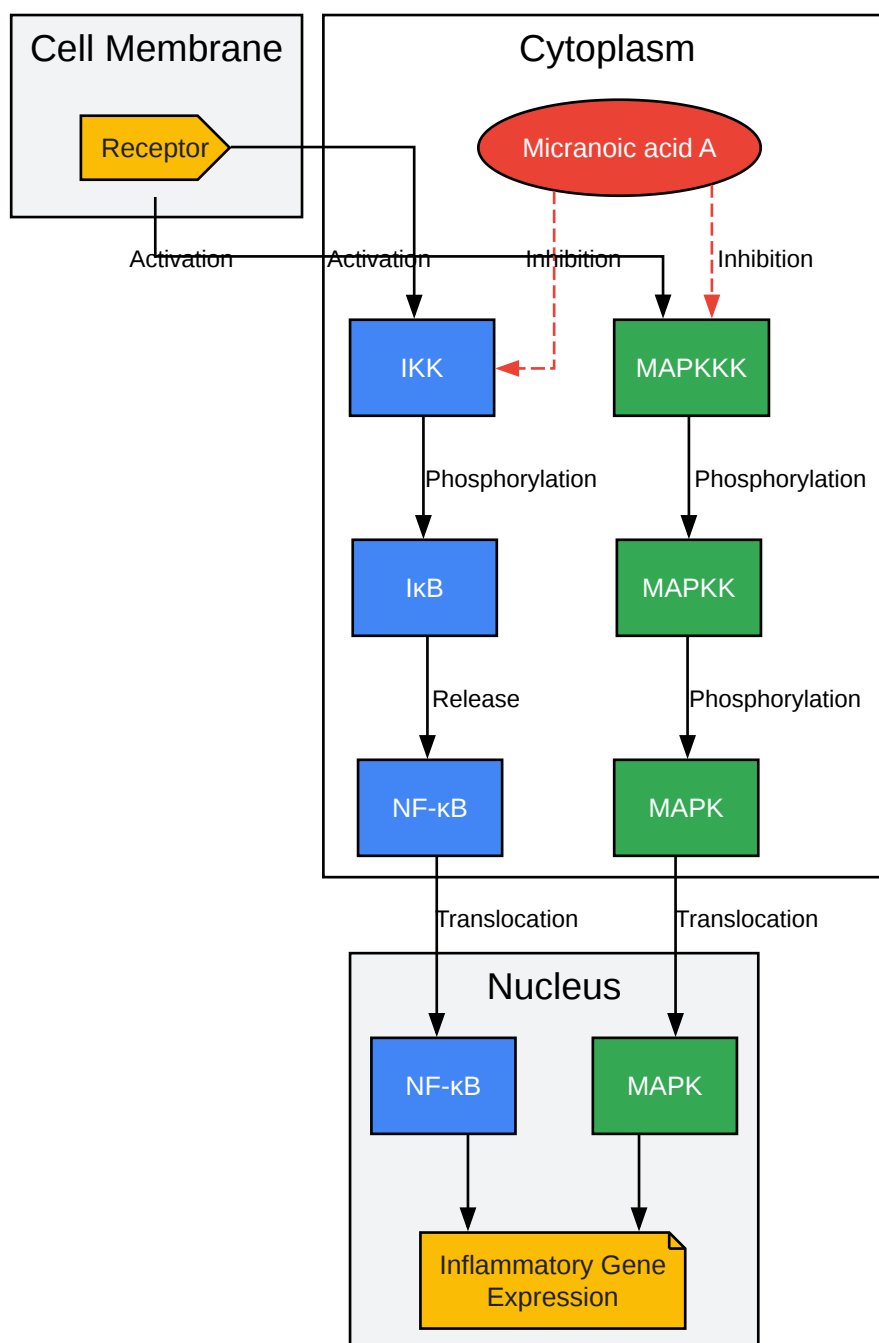 Cell Membrane
Cytoplasm
Receptor
Micranoic acid A
Activation
Activation
Inhibition
Inhibition
IKK
MAPKKK
Phosphorylation
Phosphorylation
IκB
MAPKK
Release
Phosphorylation
NF-κB
MAPK
Translocation
Translocation
Nucleus
NF-κB
MAPK
Inflammatory Gene
Expression